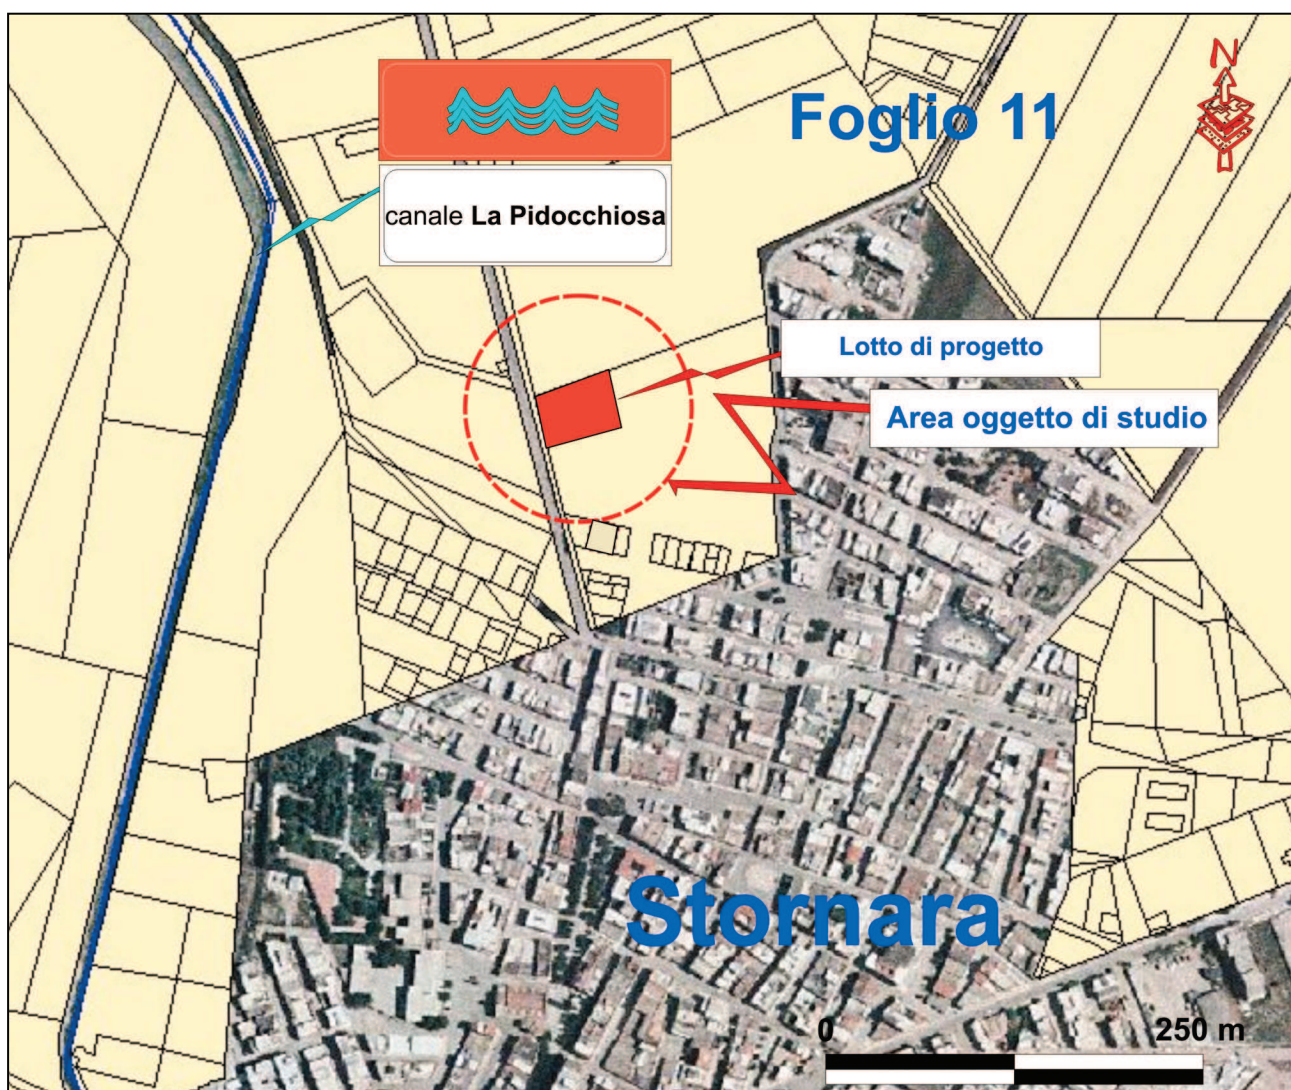 N
Foglio 11
canale La Pidocchiosa
Lotto di progetto
Area oggetto di studio
Stornara
0 250 m